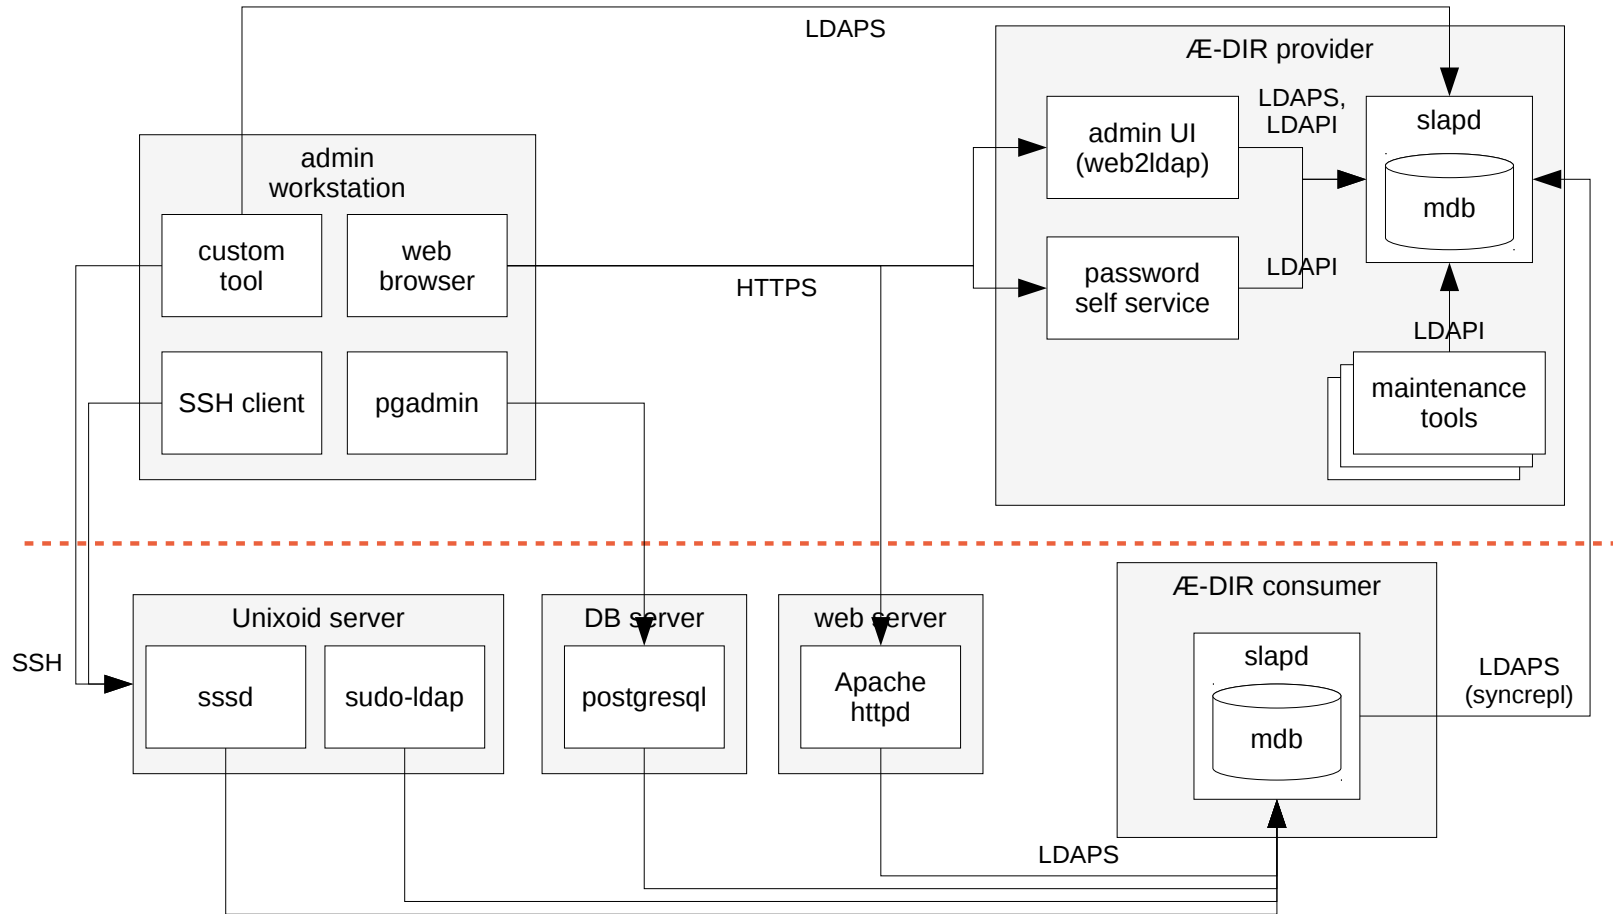 LDAPS
Æ-DIR provider
LDAPS,
LDAPI
slapd
admin UI
(web2ldap)
mdb
admin
workstation
custom
tool
web
browser
HTTPS
password
self service
LDAPI
LDAPI
SSH client
pgadmin
maintenance
tools
Æ-DIR consumer
Unixoid server
DB server
web server
SSH
sssd
sudo-ldap
postgresql
Apache
httpd
slapd
mdb
LDAPS
(syncrepl)
LDAPS